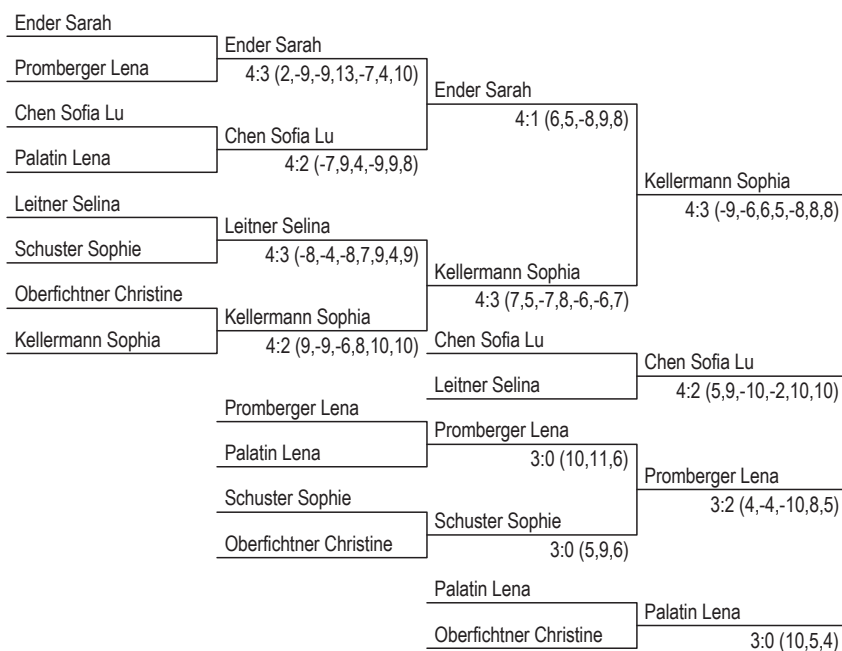 Ender Sarah
Ender Sarah
Promberger Lena
4:3 (2,-9,-9,13,-7,4,10)
Ender Sarah
Chen Sofia Lu
4:1 (6,5,-8,9,8)
Chen Sofia Lu
Palatin Lena
4:2 (-7,9,4,-9,9,8)
Kellermann Sophia
Leitner Selina
4:3 (-9,-6,6,5,-8,8,8)
Leitner Selina
Schuster Sophie
4:3 (-8,-4,-8,7,9,4,9)
Kellermann Sophia
Oberfichtner Christine
4:3 (7,5,-7,8,-6,-6,7)
Kellermann Sophia
Kellermann Sophia
4:2 (9,-9,-6,8,10,10)
Chen Sofia Lu
Chen Sofia Lu
Leitner Selina
4:2 (5,9,-10,-2,10,10)
Promberger Lena
Promberger Lena
Palatin Lena
3:0 (10,11,6)
Promberger Lena
Schuster Sophie
3:2 (4,-4,-10,8,5)
Schuster Sophie
Oberfichtner Christine
3:0 (5,9,6)
Palatin Lena
Palatin Lena
Oberfichtner Christine
3:0 (10,5,4)